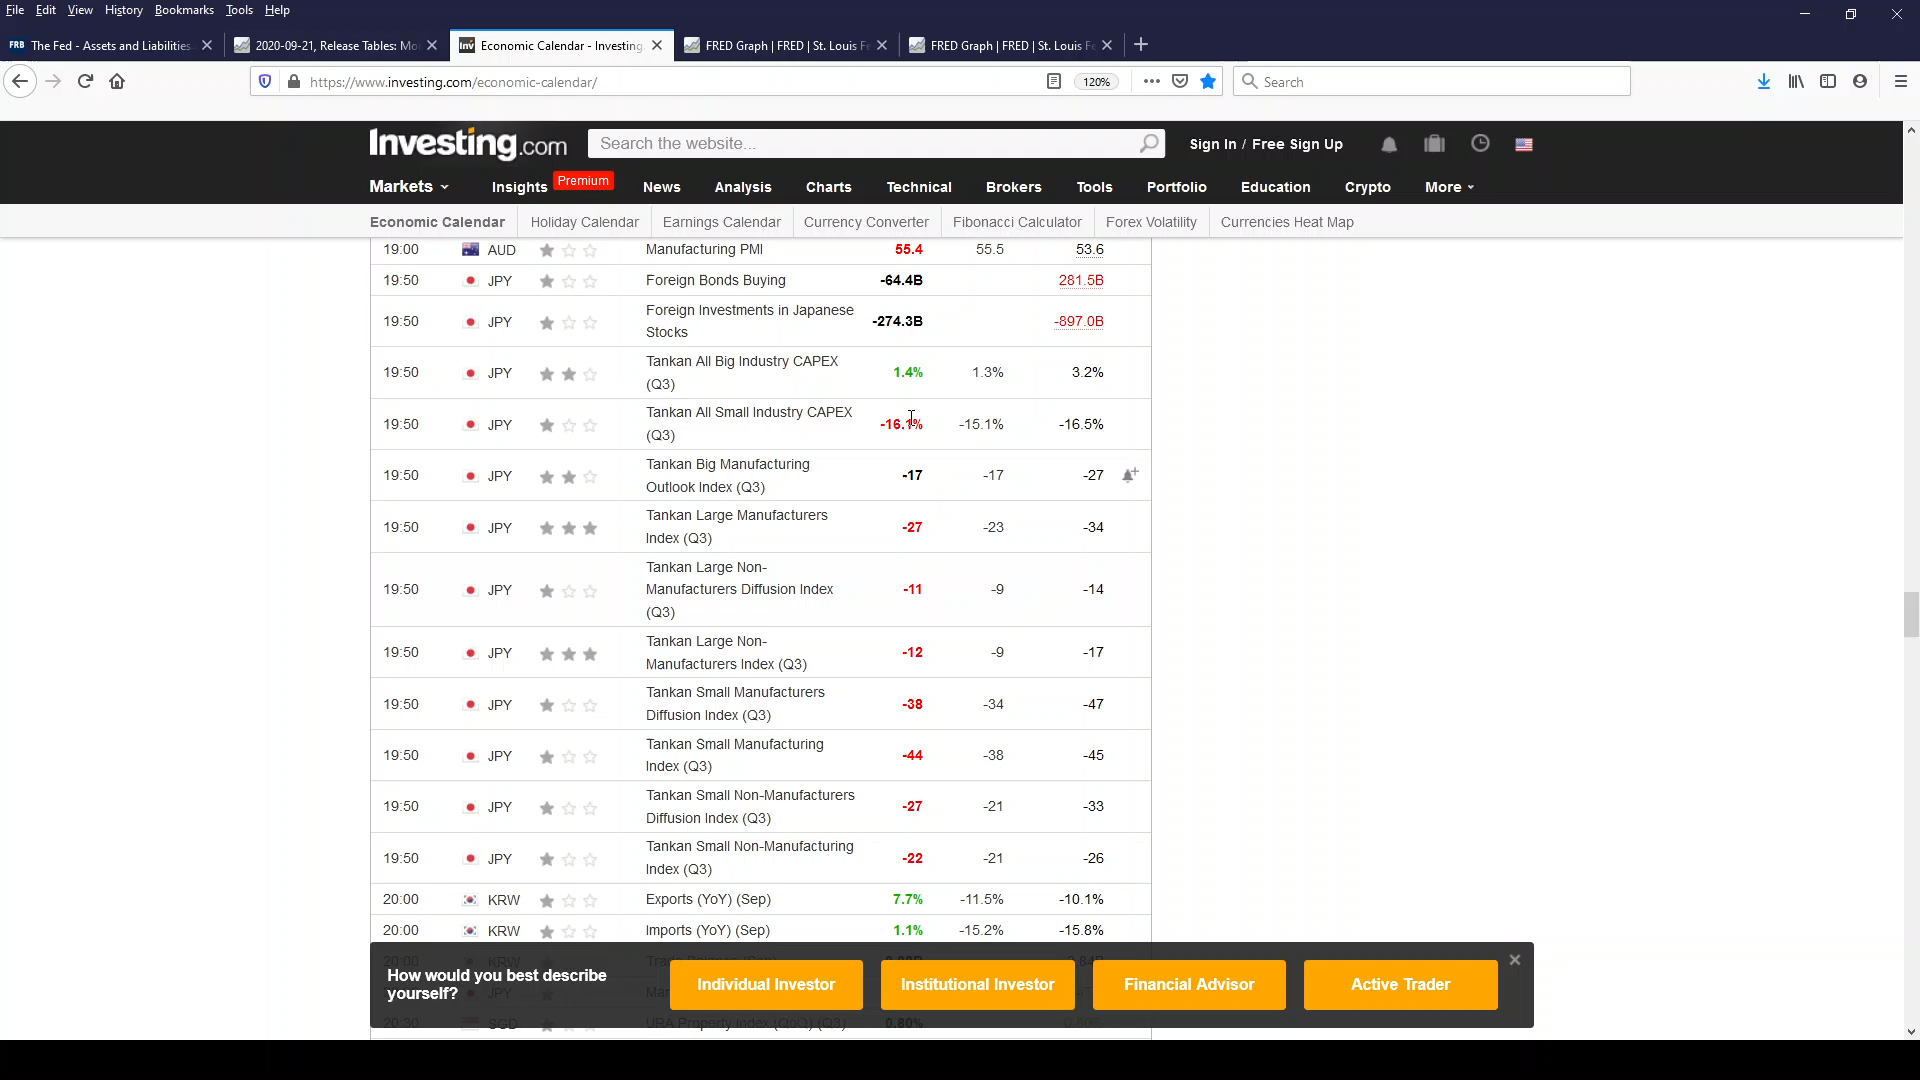 File Edit View History Bookmarks Tools Help
FRB The Fed - Assets and Liabilities
2020-09-21, Release Tables: Mo
Inv Economic Calendar - Investing.
FRED Graph | FRED | St. Louis Fe
FRED Graph | FRED | St. Louis Fe
https://www.investing.com/economic-calendar/ 120% Search
Investing.com Search the website... Sign In / Free Sign Up
Markets Insights Premium News Analysis Charts Technical Brokers Tools Portfolio Education Crypto More
Economic Calendar Holiday Calendar Earnings Calendar Currency Converter Fibonacci Calculator Forex Volatility Currencies Heat Map
19:00 AUD Manufacturing PMI 55.4 55.5 53.6
19:50 JPY Foreign Bonds Buying -64.4B 281.5B
19:50 JPY Foreign Investments in Japanese
Stocks -274.3B -897.0B
19:50 JPY Tankan All Big Industry CAPEX
(Q3) 1.4% 1.3% 3.2%
19:50 JPY Tankan All Small Industry CAPEX
(Q3) -16.1% -15.1% -16.5%
19:50 JPY Tankan Big Manufacturing
Outlook Index (Q3) -17 -17 -27
19:50 JPY Tankan Large Manufacturers
Index (Q3) -27 -23 -34
19:50 JPY Tankan Large Non-
Manufacturers Diffusion Index
(Q3) -11 -9 -14
19:50 JPY Tankan Large Non-
Manufacturers Index (Q3) -12 -9 -17
19:50 JPY Tankan Small Manufacturers
Diffusion Index (Q3) -38 -34 -47
19:50 JPY Tankan Small Manufacturing
Index (Q3) -44 -38 -45
19:50 JPY Tankan Small Non-Manufacturers
Diffusion Index (Q3) -27 -21 -33
19:50 JPY Tankan Small Non-Manufacturing
Index (Q3) -22 -21 -26
20:00 KRW Exports (YoY) (Sep) 7.7% -11.5% -10.1%
20:00 KRW Imports (YoY) (Sep) 1.1% -15.2% -15.8%
How would you best describe
yourself?
Individual Investor Institutional Investor Financial Advisor Active Trader
20:30 SGD URA Property Index (QoQ) (Q3) 0.80%